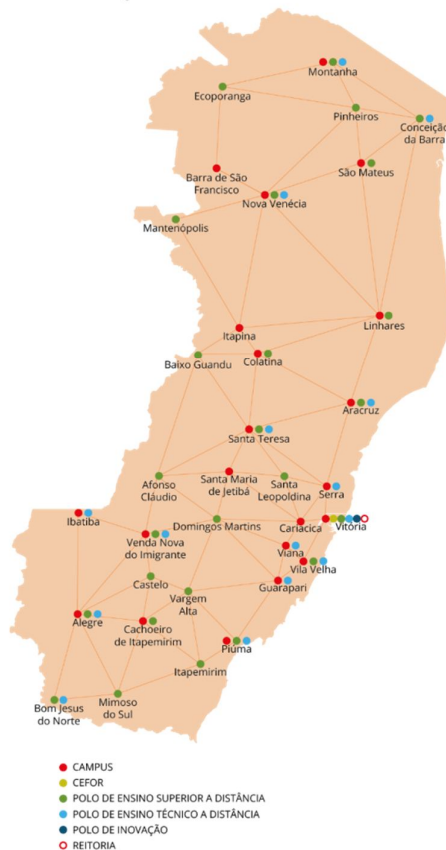 Montanha
Ecoporanga
Pinheiros
Conceição
da Barra
Barra de São
Francisco
São Mateus
Nova Venécia
Mantenópolis
Itapina
Linhares
Baixo Guandu
Colatina
Aracruz
Santa Teresa
Afonso
Cláudio
Santa Maria
de Jetibá
Santa
Leopoldina
Serra
Ibatiba
Domingos Martins
Cariacica
Vitória
Venda Nova
do Imigrante
Viana
Vila Velha
Castelo
Vargem
Alta
Guarapari
Alegre
Cachoeiro
de Itapemirim
Piúma
Itapemirim
Bom Jesus
do Norte
Mimoso
do Sul
CAMPUS
CEFOR
POLO DE ENSINO SUPERIOR A DISTÂNCIA
POLO DE ENSINO TÉCNICO A DISTÂNCIA
POLO DE INOVAÇÃO
REITORIA